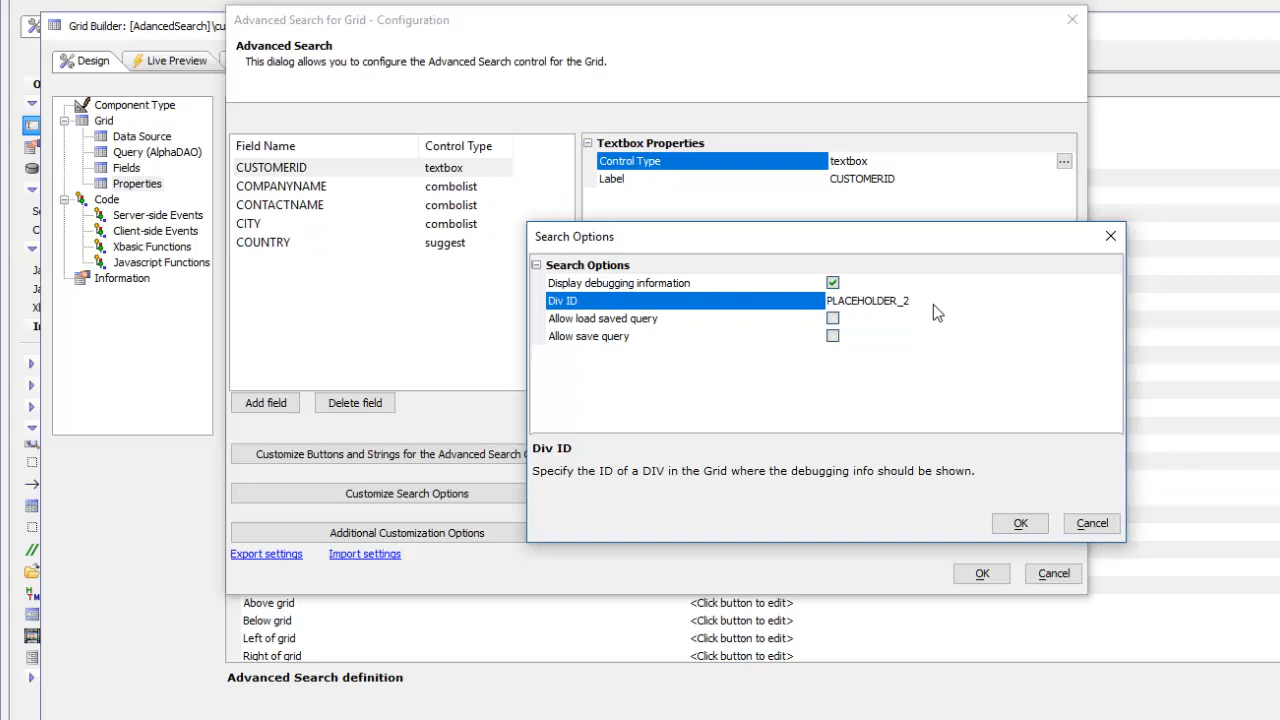 Advanced Search for Grid - Configuration
Grid Builder: [AdancedSearch]\cu
Advanced Search
This dialog allows you to configure the Advanced Search control for the Grid.
Design
Live Preview
Component Type
Grid
Data Source
Query (AlphaDAO)
Fields
Properties
Code
Server-side Events
Client-side Events
Xbasic Functions
Javascript Functions
Information
Field Name Control Type
CUSTOMERID textbox
COMPANYNAME combolist
CONTACTNAME combolist
CITY combolist
COUNTRY suggest
Textbox Properties
Control Type textbox
Label CUSTOMERID
Search Options
Search Options
Display debugging information
Div ID PLACEHOLDER_2
Allow load saved query
Allow save query
Div ID
Specify the ID of a DIV in the Grid where the debugging info should be shown.
OK Cancel
Add field Delete field
Customize Buttons and Strings for the Advanced Search
Customize Search Options
Additional Customization Options
Export settings Import settings
OK Cancel
Above grid <Click button to edit>
Below grid <Click button to edit>
Left of grid <Click button to edit>
Right of grid <Click button to edit>
Advanced Search definition